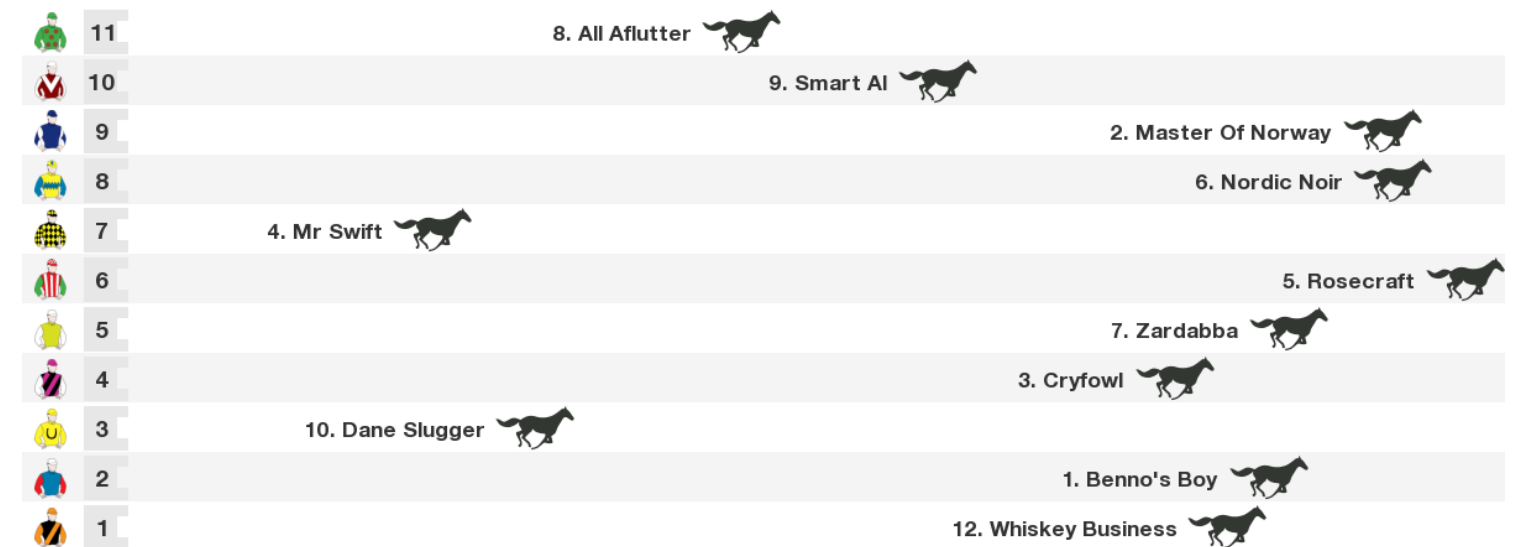 11 8. All Aflutter
10 9. Smart Al
9 2. Master Of Norway
8 6. Nordic Noir
7 4. Mr Swift
6 5. Rosecraft
5 7. Zardabba
4 3. Cryfowl
U 3 10. Dane Slugger
2 1. Benno's Boy
1 12. Whiskey Business